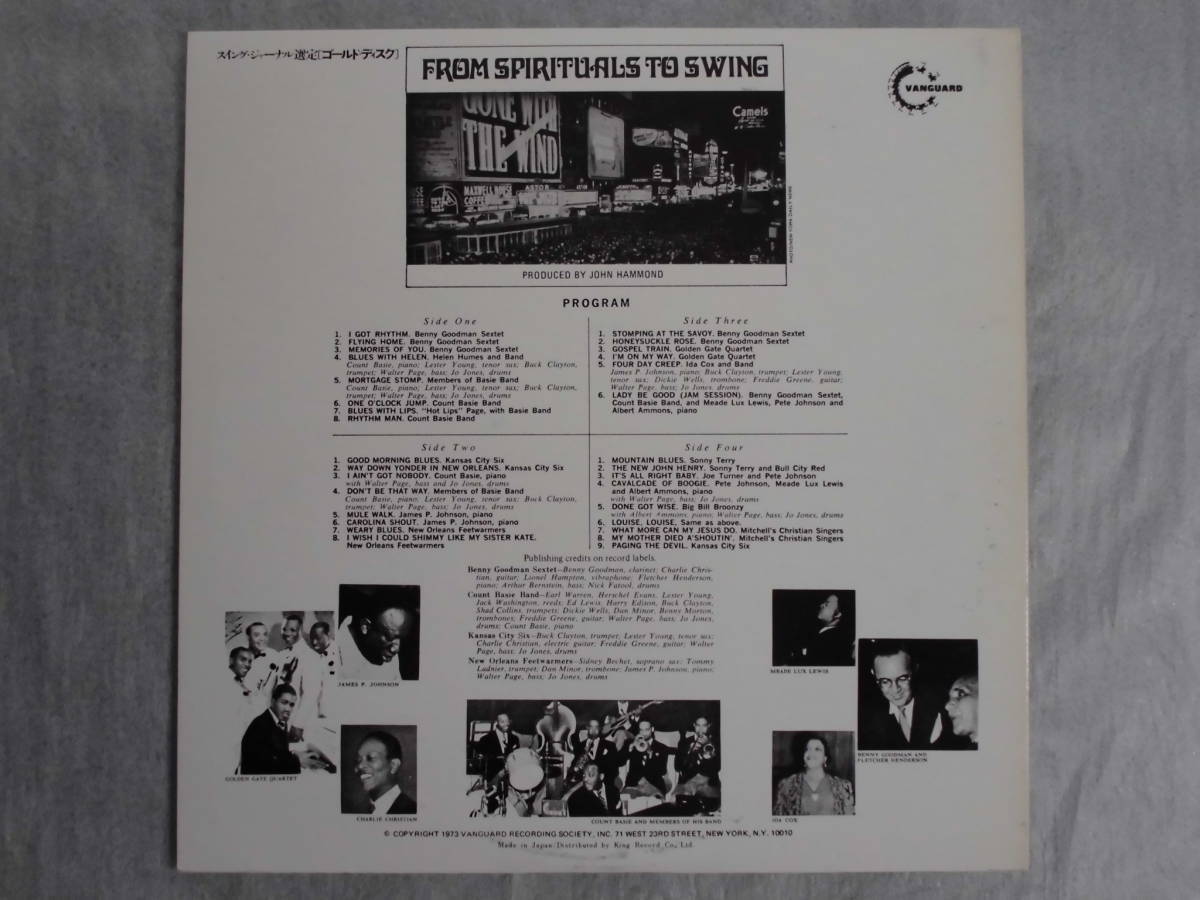 スイング・ジャーナル選定[ゴールド・ディスク]
FROM SPIRITUALS TO SWING
VANGUARD
GONE WITH
THE WIND
Camels
MAXWELL HOUSE
COFFEE
ASTOR
PHOTO/NEW YORK DAILY NEWS
PRODUCED BY JOHN HAMMOND
PROGRAM
Side One
1. I GOT RHYTHM. Benny Goodman Sextet
2. FLYING HOME. Benny Goodman Sextet
3. MEMORIES OF YOU. Benny Goodman Sextet
4. BLUES WITH HELEN. Helen Humes and Band
Count Basie, piano; Lester Young, tenor sax; Buck Clayton,
trumpet; Walter Page, bass; Jo Jones, drums
5. MORTGAGE STOMP. Members of Basie Band
Count Basie, piano; Lester Young, tenor sax; Buck Clayton,
trumpet; Walter Page, bass; Jo Jones, drums
6. ONE O'CLOCK JUMP. Count Basie Band
7. BLUES WITH LIPS. "Hot Lips" Page, with Basie Band
8. RHYTHM MAN. Count Basie Band
Side Three
1. STOMPING AT THE SAVOY. Benny Goodman Sextet
2. HONEYSUCKLE ROSE. Benny Goodman Sextet
3. GOSPEL TRAIN. Golden Gate Quartet
4. I'M ON MY WAY. Golden Gate Quartet
5. FOUR DAY CREEP. Ida Cox and Band
James P. Johnson, piano; Buck Clayton, trumpet; Lester Young,
tenor sax; Dickie Wells, trombone; Freddie Greene, guitar;
Walter Page, bass; Jo Jones, drums
6. LADY BE GOOD (JAM SESSION). Benny Goodman Sextet,
Count Basie Band, and Meade Lux Lewis, Pete Johnson and
Albert Ammons, piano
Side Two
1. GOOD MORNING BLUES. Kansas City Six
2. WAY DOWN YONDER IN NEW ORLEANS. Kansas City Six
3. I AIN'T GOT NOBODY. Count Basie, piano
with Walter Page, bass and Jo Jones, drums
4. DON'T BE THAT WAY. Members of Basie Band
Count Basie, piano; Lester Young, tenor sax; Buck Clayton,
trumpet; Walter Page, bass; Jo Jones, drums
5. MULE WALK. James P. Johnson, piano
6. CAROLINA SHOUT. James P. Johnson, piano
7. WEARY BLUES. New Orleans Feetwarmers
8. I WISH I COULD SHIMMY LIKE MY SISTER KATE.
New Orleans Feetwarmers
Side Four
1. MOUNTAIN BLUES. Sonny Terry
2. THE NEW JOHN HENRY. Sonny Terry and Bull City Red
3. IT'S ALL RIGHT BABY. Joe Turner and Pete Johnson
4. CAVALCADE OF BOOGIE. Pete Johnson, Meade Lux Lewis
and Albert Ammons, piano
with Walter Page, bass; Jo Jones, drums
5. DONE GOT WISE. Big Bill Broonzy
with Albert Ammons, piano; Walter Page, bass; Jo Jones, drums
6. LOUISE, LOUISE, Same as above.
7. WHAT MORE CAN MY JESUS DO. Mitchell's Christian Singers
8. MY MOTHER DIED A'SHOUTIN'. Mitchell's Christian Singers
9. PAGING THE DEVIL. Kansas City Six
Publishing credits on record labels.
Benny Goodman Sextet—Benny Goodman, clarinet; Charlie Chris-
tian, guitar; Lionel Hampton, vibraphone; Fletcher Henderson,
piano; Arthur Bernstein, bass; Nick Fatool, drums
Count Basie Band—Earl Warren, Herschel Evans, Lester Young,
Jack Washington, reeds; Ed Lewis, Harry Edison, Buck Clayton,
Shad Collins, trumpets; Dickie Wells, Dan Minor, Benny Morton,
trombones; Freddie Greene, guitar; Walter Page, bass; Jo Jones,
drums; Count Basie, piano
Kansas City Six—Buck Clayton, trumpet, Lester Young, tenor sax;
Charlie Christian, electric guitar; Freddie Greene, guitar; Walter
Page, bass; Jo Jones, drums
New Orleans Feetwarmers—Sidney Bechet, soprano sax; Tommy
Ladnier, trumpet, Dan Minor, trombone; James P. Johnson, piano;
Walter Page, bass; Jo Jones, drums
JAMES P. JOHNSON
MEADE LUX LEWIS
GOLDEN GATE QUARTET
BENNY GOODMAN AND
FLETCHER HENDERSON
CHARLIE CHRISTIAN
COUNT BASIE AND MEMBERS OF HIS BAND
IDA COX
© COPYRIGHT 1973 VANGUARD RECORDING SOCIETY, INC. 71 WEST 23RD STREET, NEW YORK, N.Y. 10010
Made in Japan/Distributed by King Record Co., Ltd.